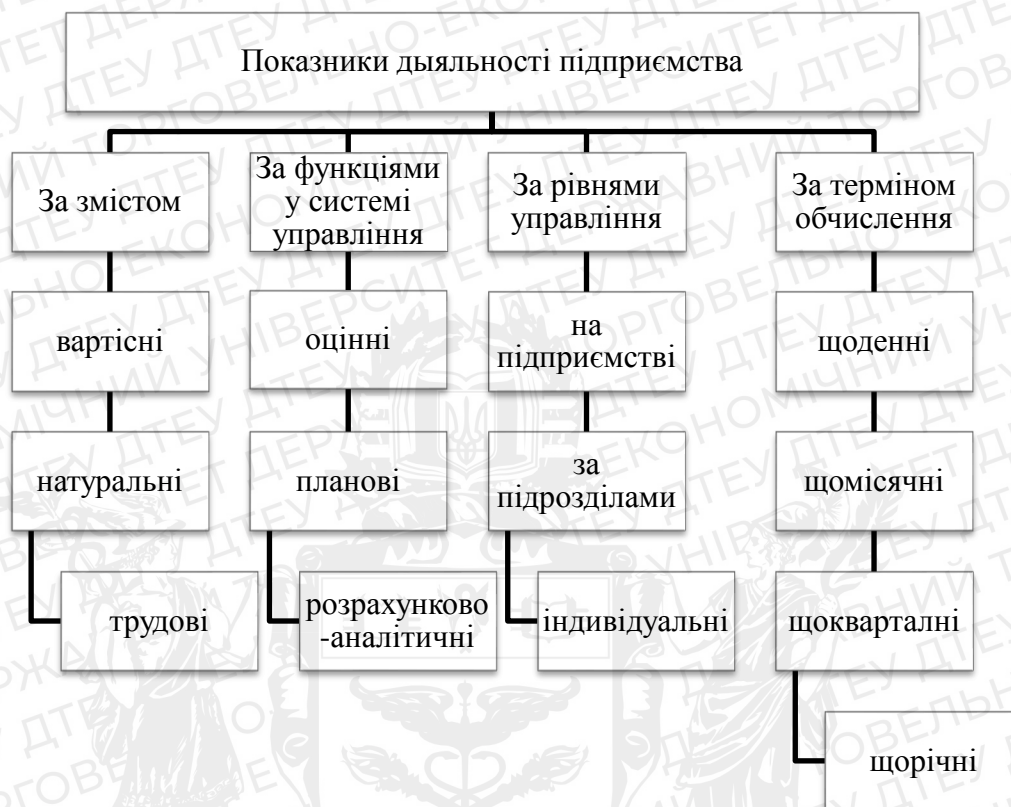 Показники дыяльності підприємства
За змістом
За функціями
у системі
управління
За рівнями
управління
За терміном
обчислення
вартісні
оцінні
на
підприємстві
щоденні
натуральні
планові
за
підрозділами
щомісячні
трудові
розрахунково
-аналітичні
індивідуальні
щокварталні
щорічні